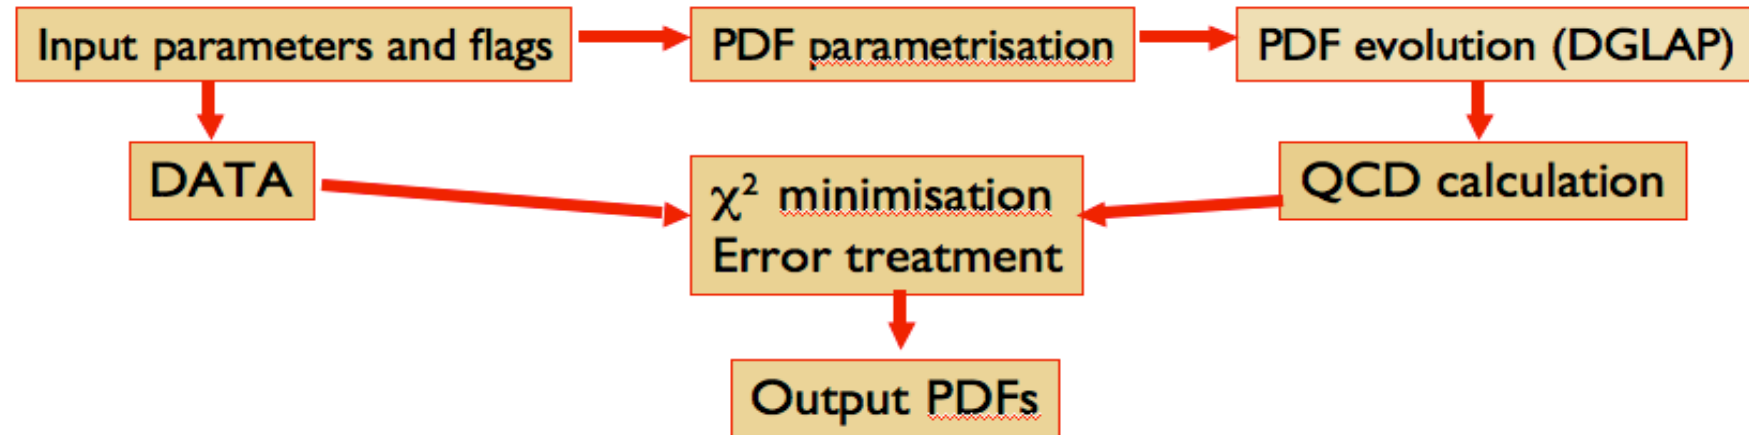 Input parameters and flags
PDF parametrisation
PDF evolution (DGLAP)
DATA
χ² minimisation
Error treatment
QCD calculation
Output PDFs